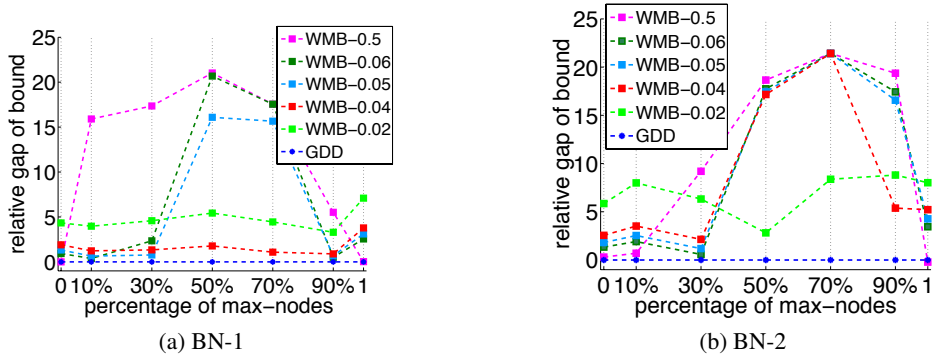 25
20
15
10
5
0
relative gap of bound
WMB−0.5
WMB−0.06
WMB−0.05
WMB−0.04
WMB−0.02
GDD
0 10% 30% 50% 70% 90% 1
percentage of max−nodes
(a) BN-1
25
20
15
10
5
0
relative gap of bound
WMB−0.5
WMB−0.06
WMB−0.05
WMB−0.04
WMB−0.02
GDD
0 10% 30% 50% 70% 90% 1
percentage of max−nodes
(b) BN-2